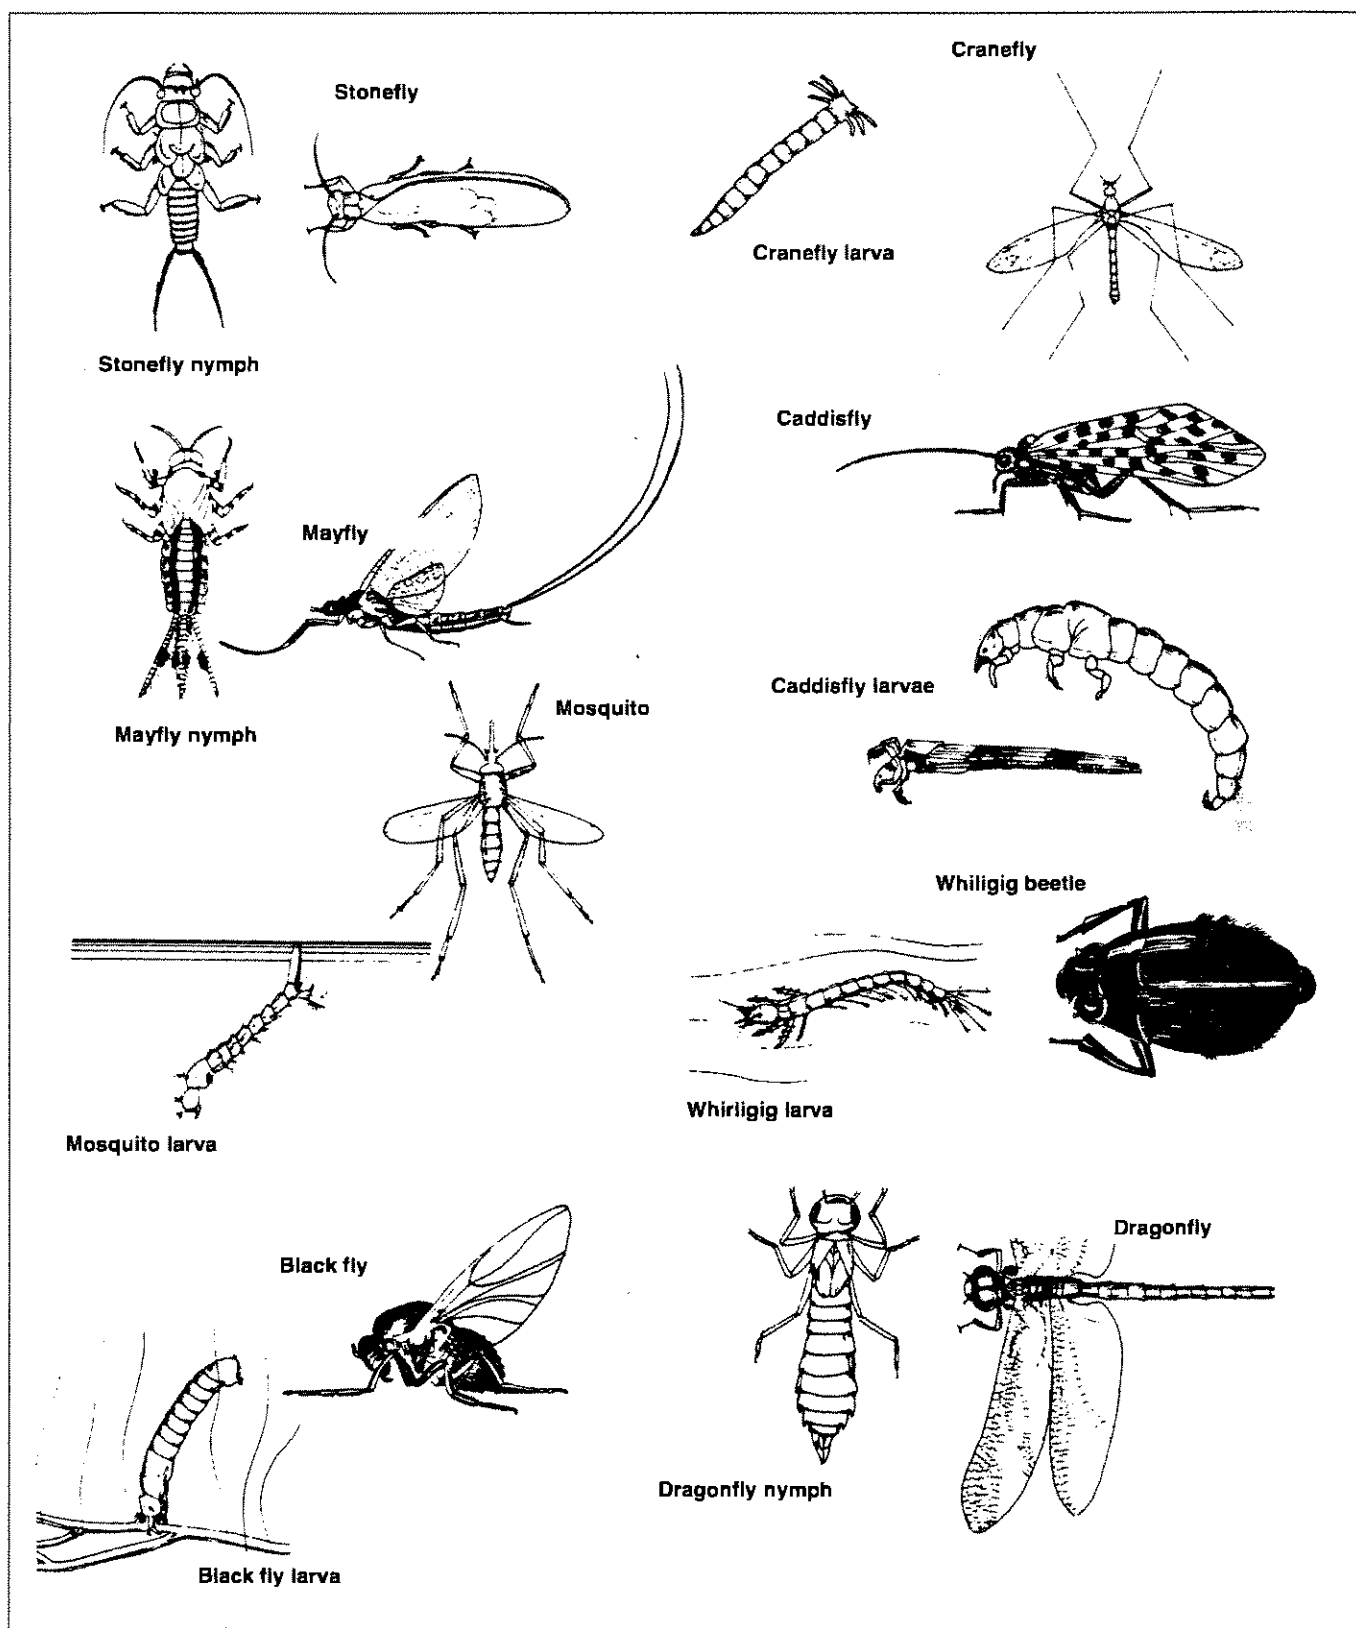 Cranefly
Stonefly
Cranefly larva
Stonefly nymph
Caddisfly
Mayfly
Caddisfly larvae
Mosquito
Mayfly nymph
Whiligig beetle
Whirligig larva
Mosquito larva
Dragonfly
Black fly
Dragonfly nymph
Black fly larva